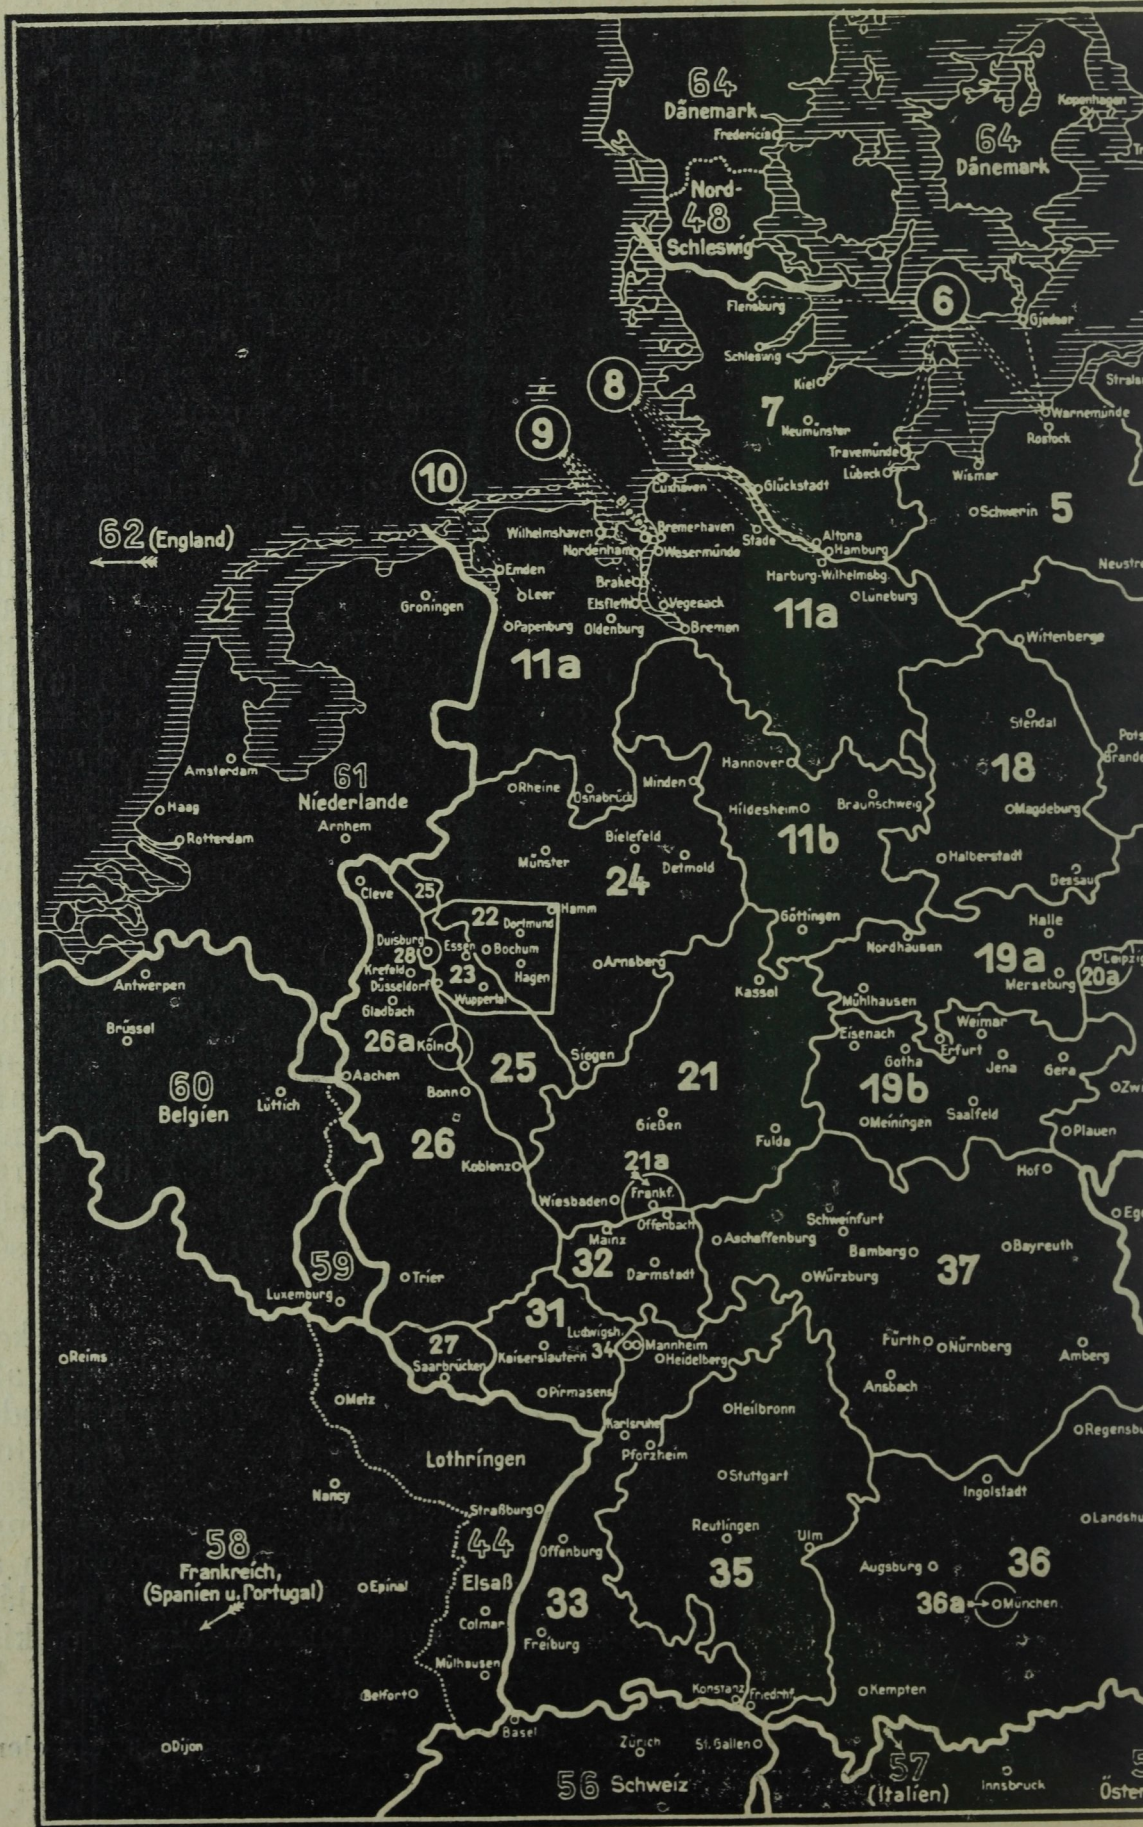 64
Dänemark
Fredericia
Kopenhagen
64
Dänemark
Nord-
48
Schleswig
6
Flensburg
Gjedser
Schleswig
Kiel
8
7
Neumünster
Warnemünde
Rostock
9
Travemünde
Lübeck
Wismar
10
Cuxhaven
Glückstadt
Schwerin
5
62 (England)
Wilhelmshaven
Bremerhaven
Nordenham
Wesermünde
Stade
Altona
Hamburg
Harburg-Wilhelmsbg.
Emden
Leer
Brake
Elsfleth
Vegesack
Groningen
Papenburg
Oldenburg
Bremen
Lüneburg
11a
11a
Wittenberge
Stendal
18
Amsterdam
61
Niederlande
Haag
Arnhem
Rotterdam
Rheine
Osnabrück
Minden
Hannover
Hildesheim
Braunschweig
Magdeburg
11b
Bielefeld
Münster
Detmold
24
Halberstadt
Dessau
Cleve
25
22
Dortmund
Hamm
Göttingen
Halle
Nordhausen
Duisburg
28
Essen
Bochum
Krefeld
23
Hagen
Düsseldorf
Wuppertal
Gladbach
Arnsberg
Kassel
19a
Merseburg
Leipzig
20a
Mühlhausen
Antwerpen
Brüssel
26a
Köln
Eisenach
Weimar
Gotha
Erfurt
Jena
Gera
60
Belgien
Lüttich
Aachen
25
Siegen
21
19b
Bonn
Meiningen
Saalfeld
Plauen
26
Gießen
Fulda
Koblenz
21a
Hof
Wiesbaden
Frankf.
Offenbach
Mainz
Aschaffenburg
Schweinfurt
Bamberg
Bayreuth
32
Darmstadt
Würzburg
37
59
Luxemburg
Trier
31
Ludwigsh.
27
Saarbrücken
Kaiserslautern
34
Mannheim
Heidelberg
Fürth
Nürnberg
Amberg
Reims
Ansbach
Pirmasens
Metz
Heilbronn
Karlsruhe
Pforzheim
Lothringen
Stuttgart
Nancy
Ingolstadt
Straßburg
58
Frankreich,
(Spanien u. Portugal)
44
Elsaß
Offenburg
Reutlingen
Ulm
35
Augsburg
36
Epinal
Colmar
33
36a
München
Freiburg
Mülhausen
Belfort
Konstanz
Friedrhf.
Kempten
Basel
Dijon
Zürich
St. Gallen
56 Schweiz
57
(Italien)
Innsbruck